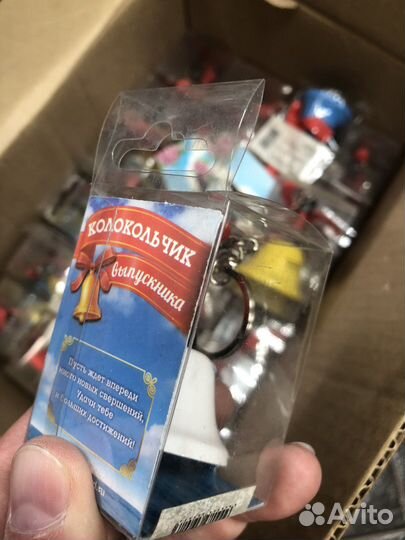 КОЛОКОЛЬЧИК
выпускника
Пусть ждет впереди
много новых свершений,
Удачи тебе
и больших достижений!
Avito